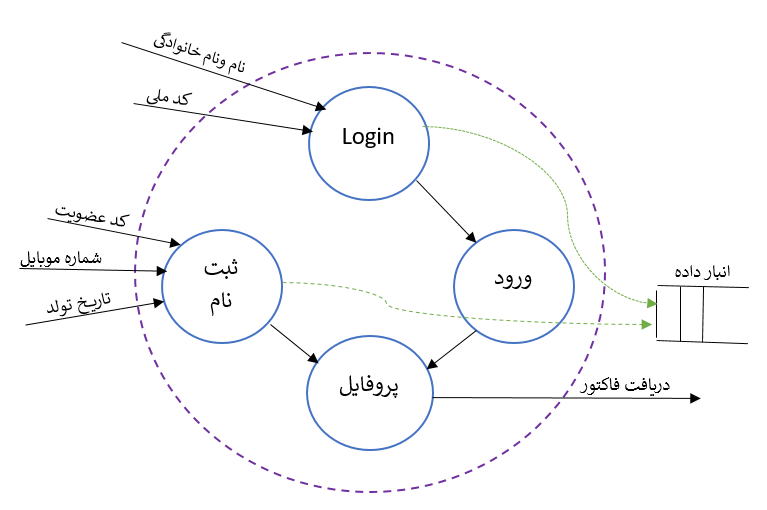 نام ونام خانوادگی
کد ملی
Login
کد عضویت
شماره موبایل
تاریخ تولد
ثبت
نام
ورود
انبار داده
پروفایل
دریافت فاکتور